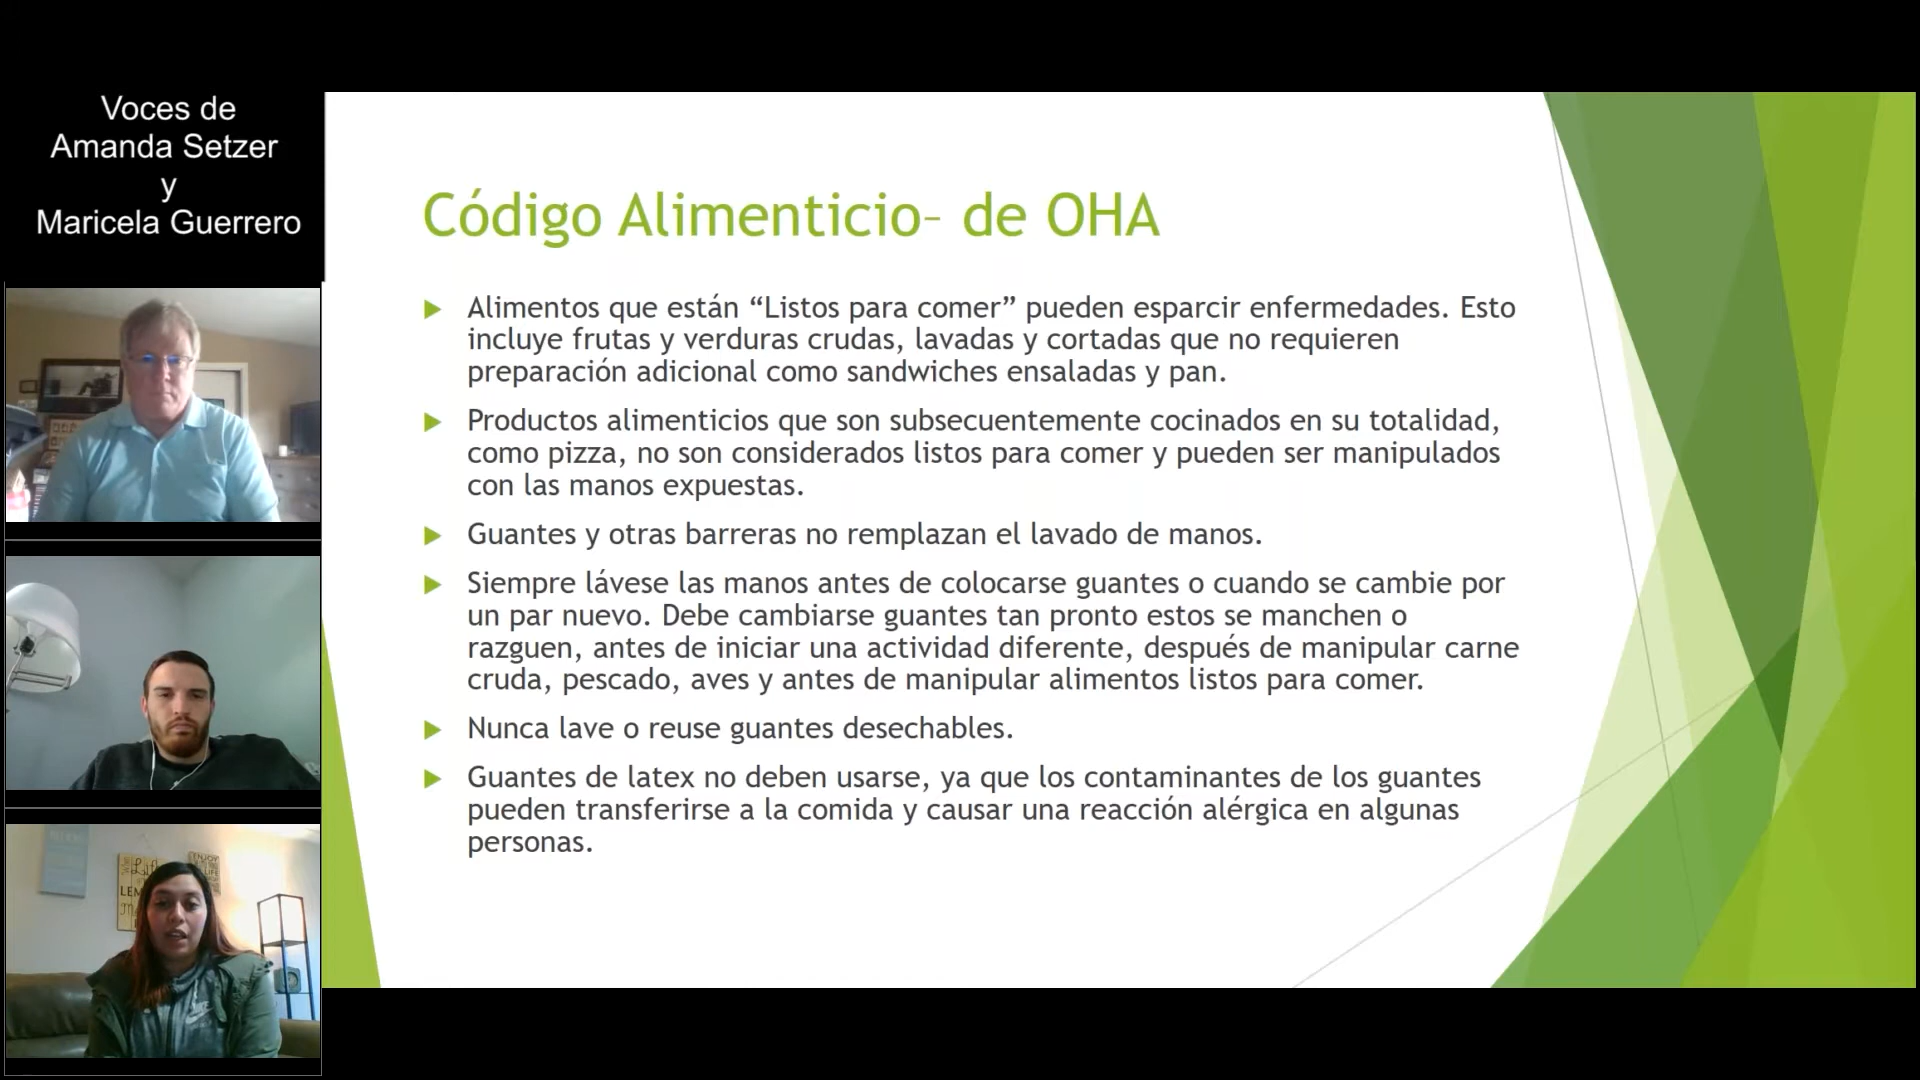 Voces de
Amanda Setzer
y
Maricela Guerrero
Código Alimenticio– de OHA
Alimentos que están “Listos para comer” pueden esparcir enfermedades. Esto
incluye frutas y verduras crudas, lavadas y cortadas que no requieren
preparación adicional como sandwiches ensaladas y pan.
Productos alimenticios que son subsecuentemente cocinados en su totalidad,
como pizza, no son considerados listos para comer y pueden ser manipulados
con las manos expuestas.
Guantes y otras barreras no remplazan el lavado de manos.
Siempre lávese las manos antes de colocarse guantes o cuando se cambie por
un par nuevo. Debe cambiarse guantes tan pronto estos se manchen o
razguen, antes de iniciar una actividad diferente, después de manipular carne
cruda, pescado, aves y antes de manipular alimentos listos para comer.
Nunca lave o reuse guantes desechables.
Guantes de latex no deben usarse, ya que los contaminantes de los guantes
pueden transferirse a la comida y causar una reacción alérgica en algunas
personas.